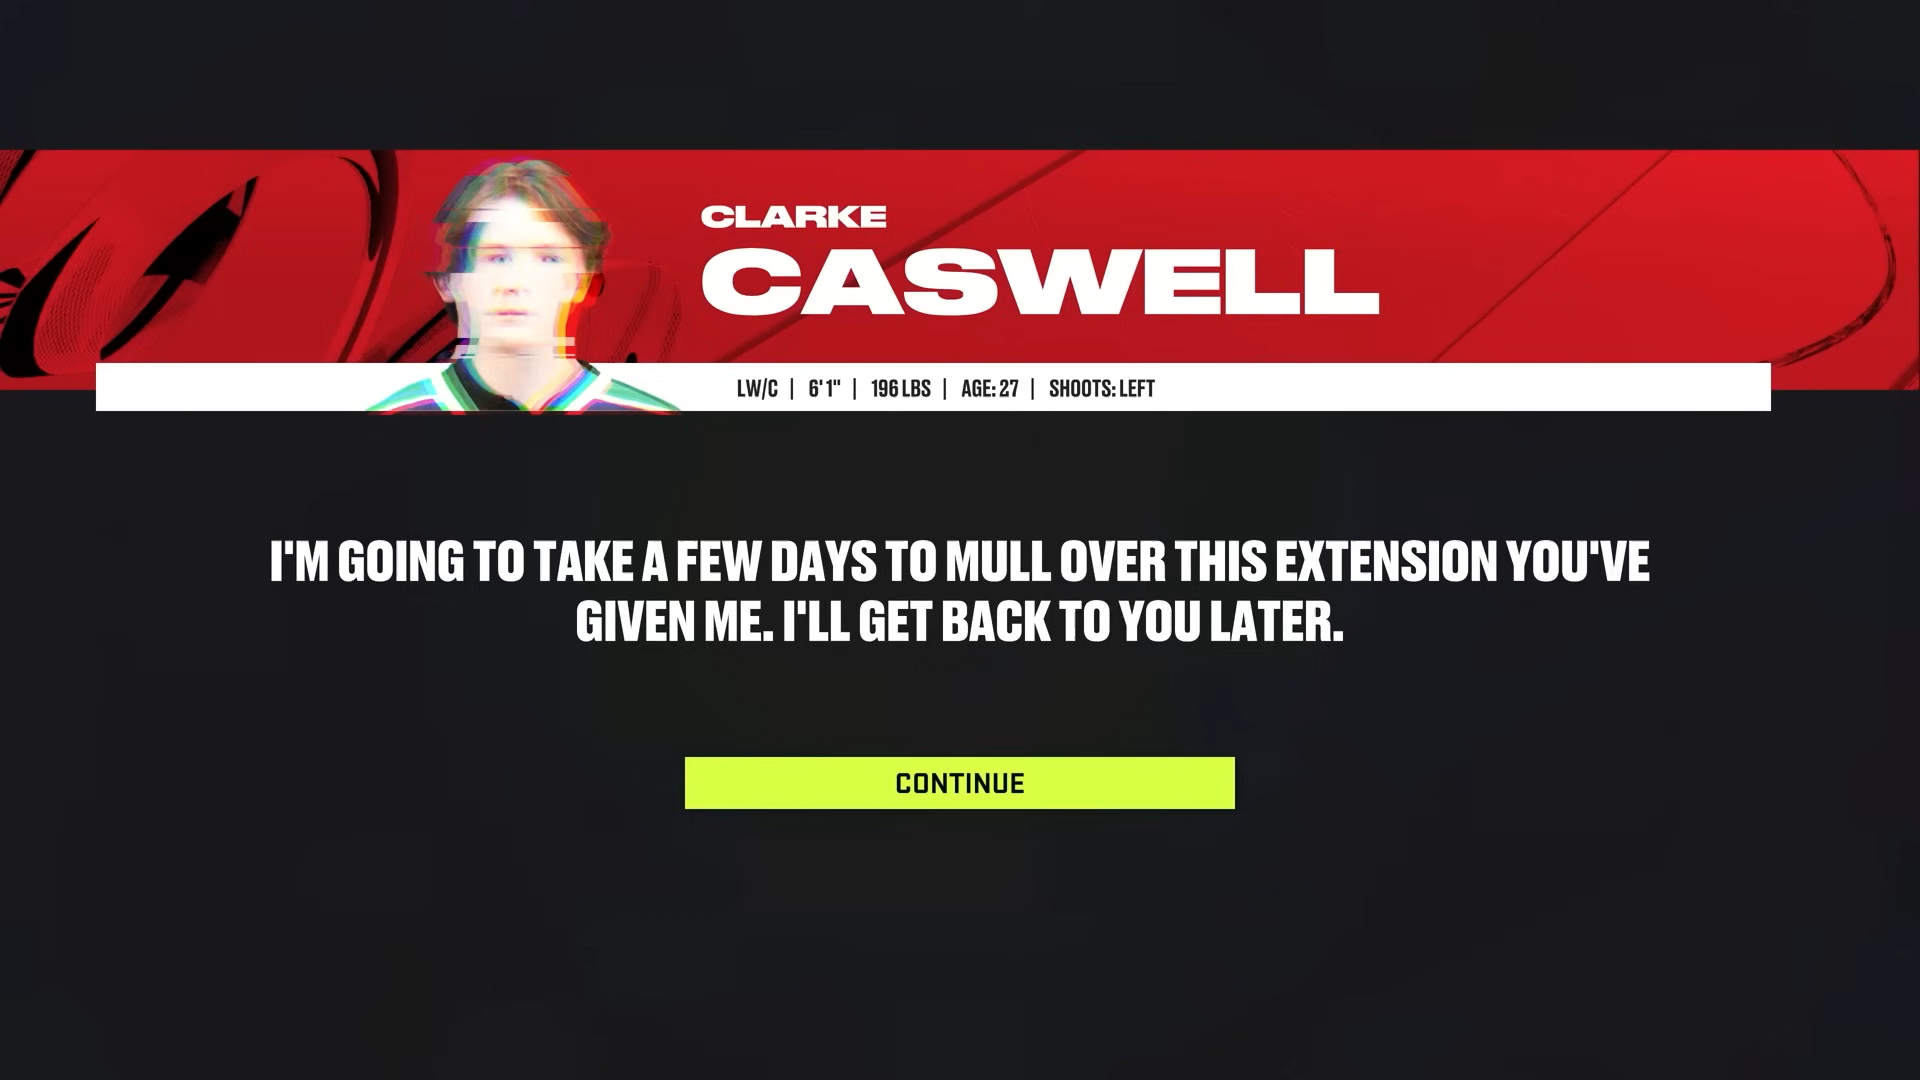 CLARKE
CASWELL
LW/C | 6'1" | 196 LBS | AGE: 27 | SHOOTS: LEFT
I'M GOING TO TAKE A FEW DAYS TO MULL OVER THIS EXTENSION YOU'VE
GIVEN ME. I'LL GET BACK TO YOU LATER.
CONTINUE